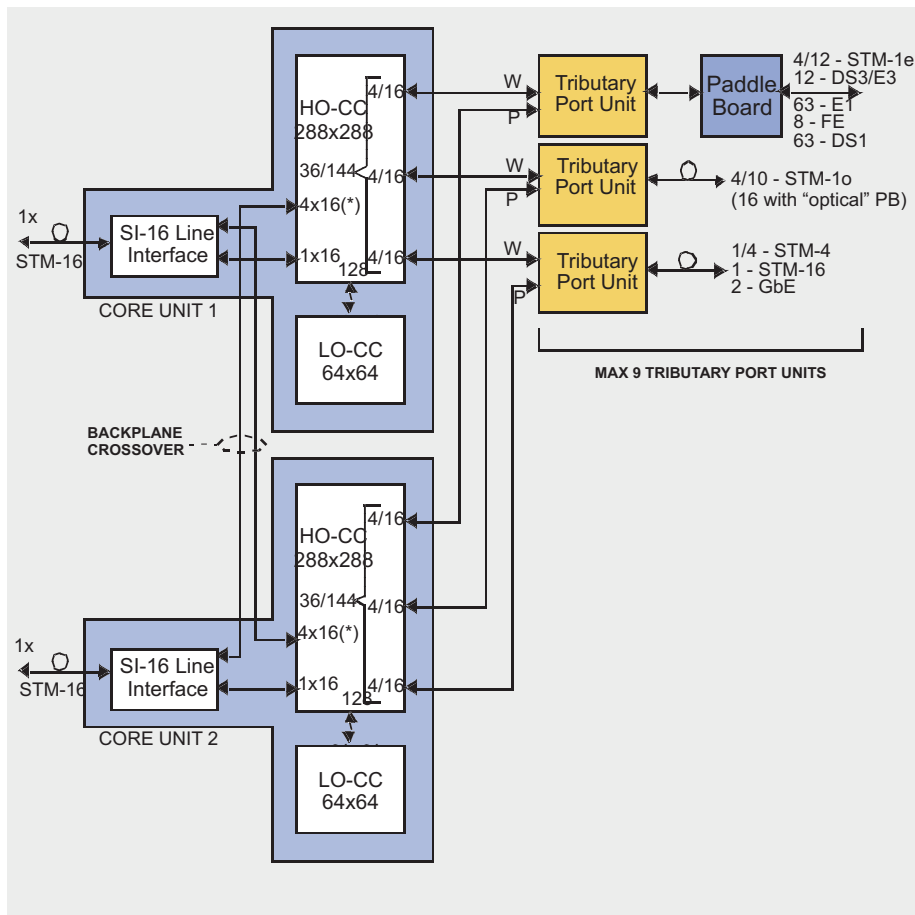 HO-CC
288x288
4/16
36/144
4/16
4x16(*)
1x16
4/16
128
SI-16 Line
Interface
1x
STM-16
CORE UNIT 1
LO-CC
64x64
W
P
Tributary
Port Unit
Paddle
Board
4/12 - STM-1e
12 - DS3/E3
63 - E1
8 - FE
63 - DS1
W
P
Tributary
Port Unit
4/10 - STM-1o
(16 with “optical” PB)
W
P
Tributary
Port Unit
1/4 - STM-4
1 - STM-16
2 - GbE
MAX 9 TRIBUTARY PORT UNITS
BACKPLANE
CROSSOVER
HO-CC
288x288
4/16
36/144
4/16
4x16(*)
1x16
4/16
128
1x
STM-16
SI-16 Line
Interface
CORE UNIT 2
LO-CC
64x64